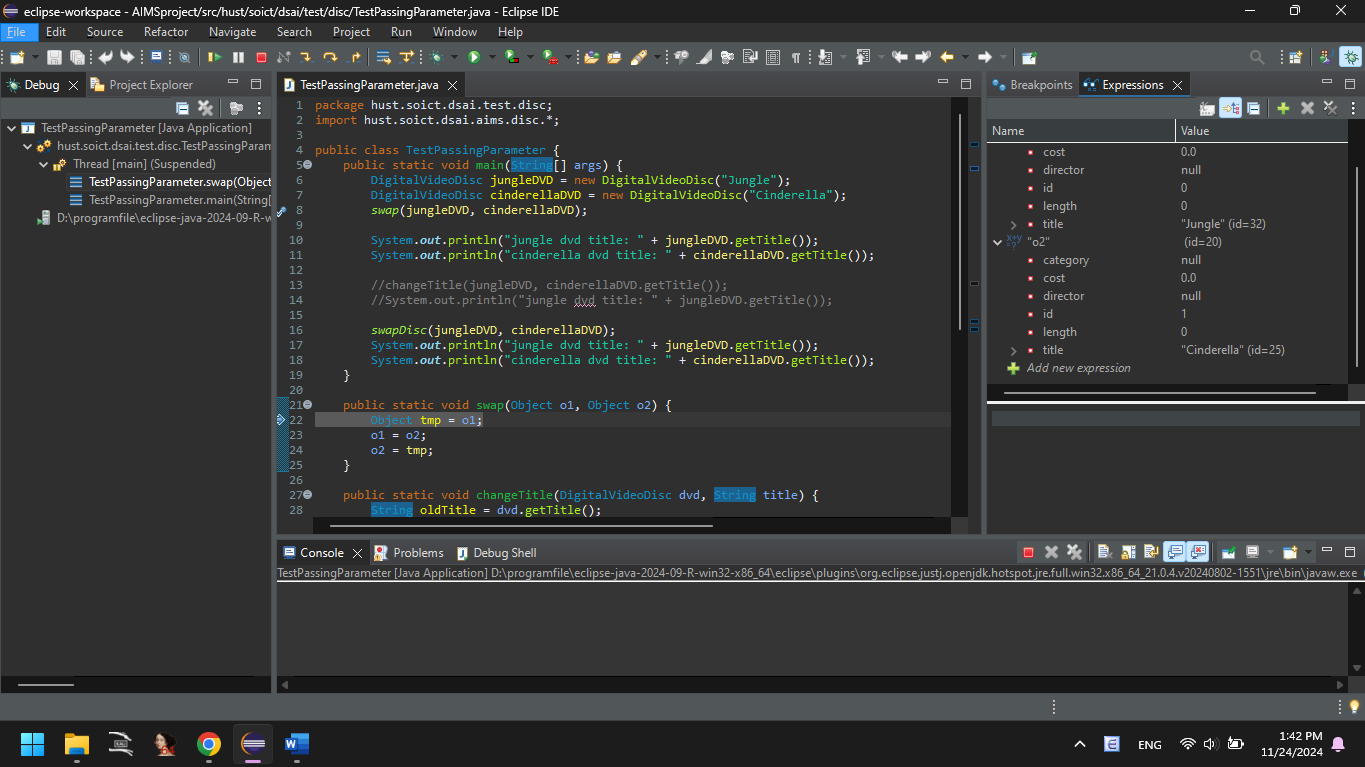 eclipse-workspace - AIMSproject/src/hust/soict/dsai/test/disc/TestPassingParameter.java - Eclipse IDE
File Edit Source Refactor Navigate Search Project Run Window Help
Debug Project Explorer
TestPassingParameter [Java Application]
hust.soict.dsai.test.disc.TestPassingParam
Thread [main] (Suspended)
TestPassingParameter.swap(Object
TestPassingParameter.main(String[
D:\programfile\eclipse-java-2024-09-R-w
TestPassingParameter.java
1 package hust.soict.dsai.test.disc;
2 import hust.soict.dsai.aims.disc.*;
3
4 public class TestPassingParameter {
5 public static void main(String[] args) {
6 DigitalVideoDisc jungleDVD = new DigitalVideoDisc("Jungle");
7 DigitalVideoDisc cinderellaDVD = new DigitalVideoDisc("Cinderella");
8 swap(jungleDVD, cinderellaDVD);
9
10 System.out.println("jungle dvd title: " + jungleDVD.getTitle());
11 System.out.println("cinderella dvd title: " + cinderellaDVD.getTitle());
12
13 //changeTitle(jungleDVD, cinderellaDVD.getTitle());
14 //System.out.println("jungle dvd title: " + jungleDVD.getTitle());
15
16 swapDisc(jungleDVD, cinderellaDVD);
17 System.out.println("jungle dvd title: " + jungleDVD.getTitle());
18 System.out.println("cinderella dvd title: " + cinderellaDVD.getTitle());
19 }
20
21 public static void swap(Object o1, Object o2) {
22 Object tmp = o1;
23 o1 = o2;
24 o2 = tmp;
25 }
26
27 public static void changeTitle(DigitalVideoDisc dvd, String title) {
28 String oldTitle = dvd.getTitle();
Breakpoints Expressions
Name Value
cost 0.0
director null
id 0
length 0
title "Jungle" (id=32)
"o2" (id=20)
category null
cost 0.0
director null
id 1
length 0
title "Cinderella" (id=25)
Add new expression
Console Problems Debug Shell
TestPassingParameter [Java Application] D:\programfile\eclipse-java-2024-09-R-win32-x86_64\eclipse\plugins\org.eclipse.justj.openjdk.hotspot.jre.full.win32.x86_64_21.0.4.v20240802-1551\jre\bin\javaw.exe
ENG
1:42 PM
11/24/2024